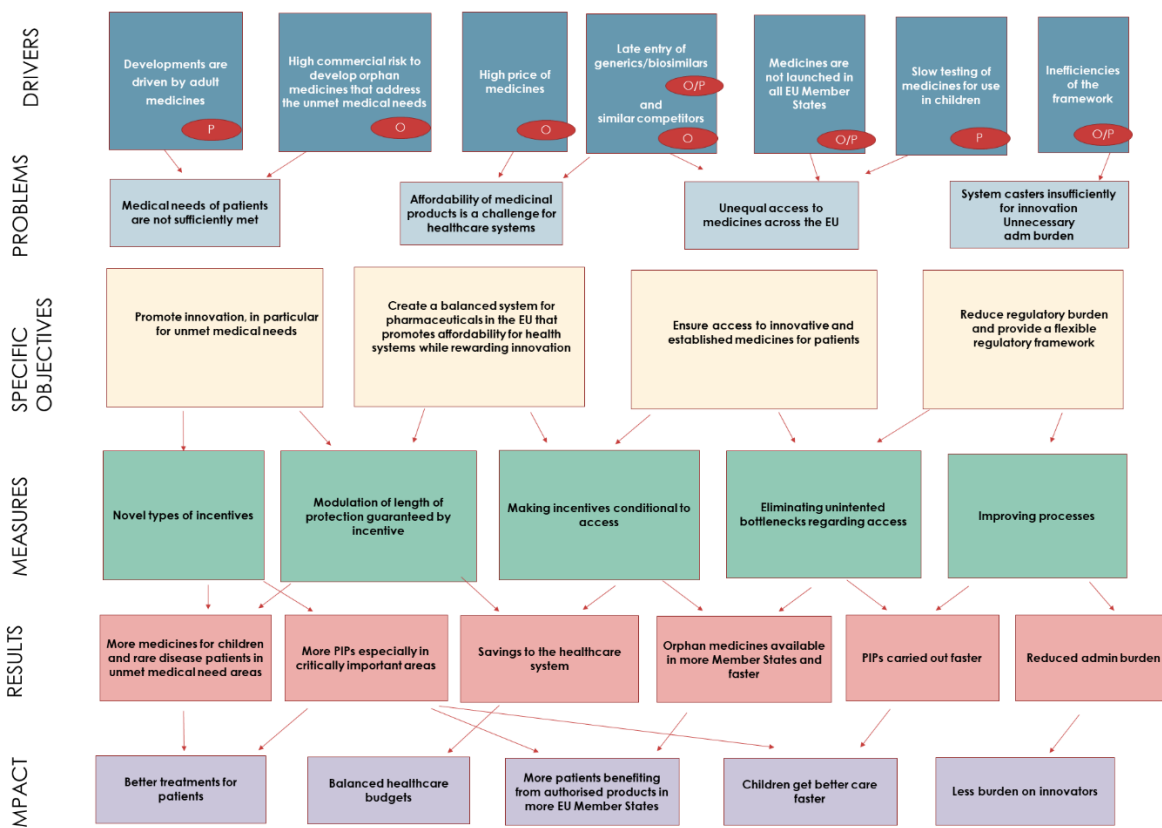 DRIVERS
Developments are
driven by adult
medicines
P
High commercial risk to
develop orphan
medicines that address
the unmet medical needs
O
High price of
medicines
O
Late entry of
generics/biosimilars
O/P
and
similar competitors
O
Medicines are
not launched in
all EU Member
States
O/P
Slow testing of
medicines for use
in children
P
Inefficiencies
of the
framework
O/P
PROBLEMS
Medical needs of patients
are not sufficiently met
Affordability of medicinal
products is a challenge for
healthcare systems
Unequal access to
medicines across the EU
System casters insufficiently
for innovation
Unnecessary
adm burden
SPECIFIC
OBJECTIVES
Promote innovation, in particular
for unmet medical needs
Create a balanced system for
pharmaceuticals in the EU that
promotes affordability for health
systems while rewarding innovation
Ensure access to innovative and
established medicines for patients
Reduce regulatory burden
and provide a flexible
regulatory framework
MEASURES
Novel types of incentives
Modulation of length of
protection guaranteed by
incentive
Making incentives conditional to
access
Eliminating unintented
bottlenecks regarding access
Improving processes
RESULTS
More medicines for children
and rare disease patients in
unmet medical need areas
More PIPs especially in
critically important areas
Savings to the healthcare
system
Orphan medicines available
in more Member States and
faster
PIPs carried out faster
Reduced admin burden
MPACT
Better treatments for
patients
Balanced healthcare
budgets
More patients benefiting
from authorised products in
more EU Member States
Children get better care
faster
Less burden on innovators